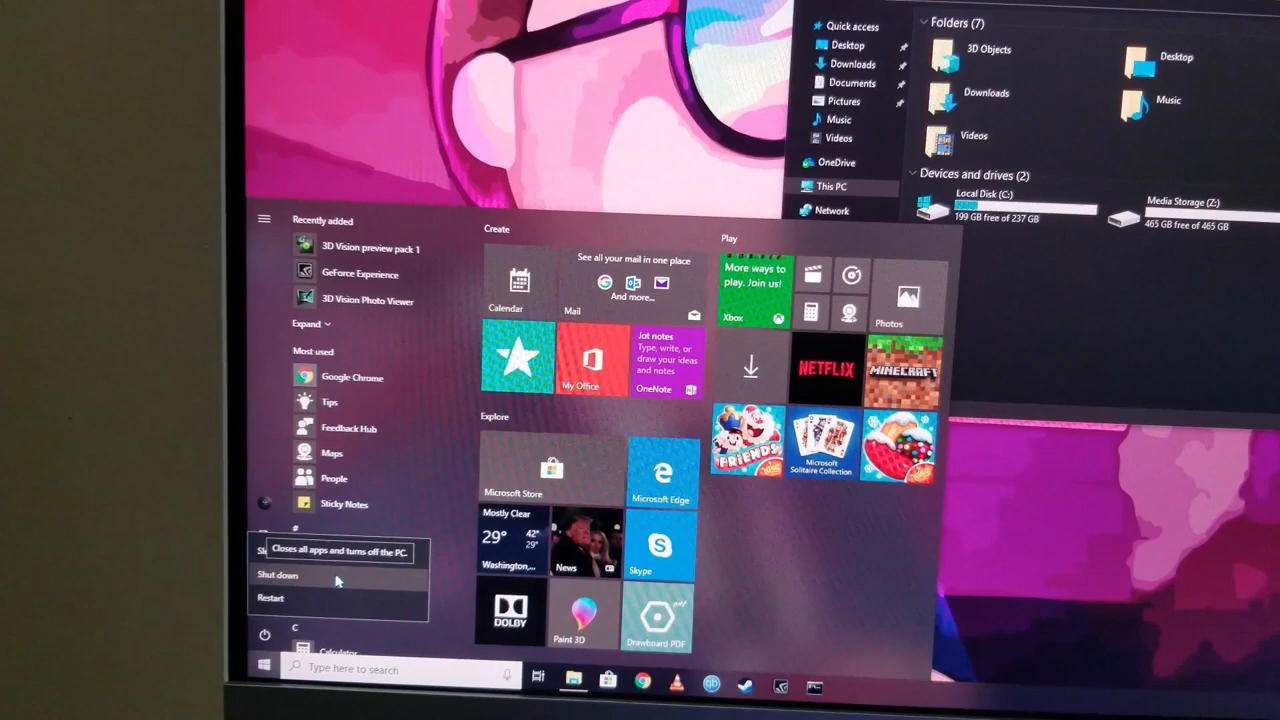 Quick access
Desktop
Downloads
Documents
Pictures
Music
Videos
OneDrive
This PC
Network
Folders (7)
3D Objects
Desktop
Downloads
Music
Videos
Devices and drives (2)
Local Disk (C:)
199 GB free of 237 GB
Media Storage (Z:)
465 GB free of 465 GB
Recently added
3D Vision preview pack 1
GeForce Experience
3D Vision Photo Viewer
Expand
Most used
Google Chrome
Tips
Feedback Hub
Maps
People
Sticky Notes
#
Closes all apps and turns off the PC.
Shut down
Restart
C
Calculator
Create
Calendar
See all your mail in one place
And more...
Mail
My Office
Jot notes
Type, write, or
draw your ideas
and notes
OneNote
Explore
Microsoft Store
Microsoft Edge
Mostly Clear
29°
42°
29°
Washington,...
News
Skype
DOLBY
Paint 3D
pdf
Drawboard PDF
Play
More ways to
play. Join us!
Xbox
Photos
NETFLIX
MINECRAFT
FRIENDS
Microsoft
Solitaire Collection
Type here to search
qb